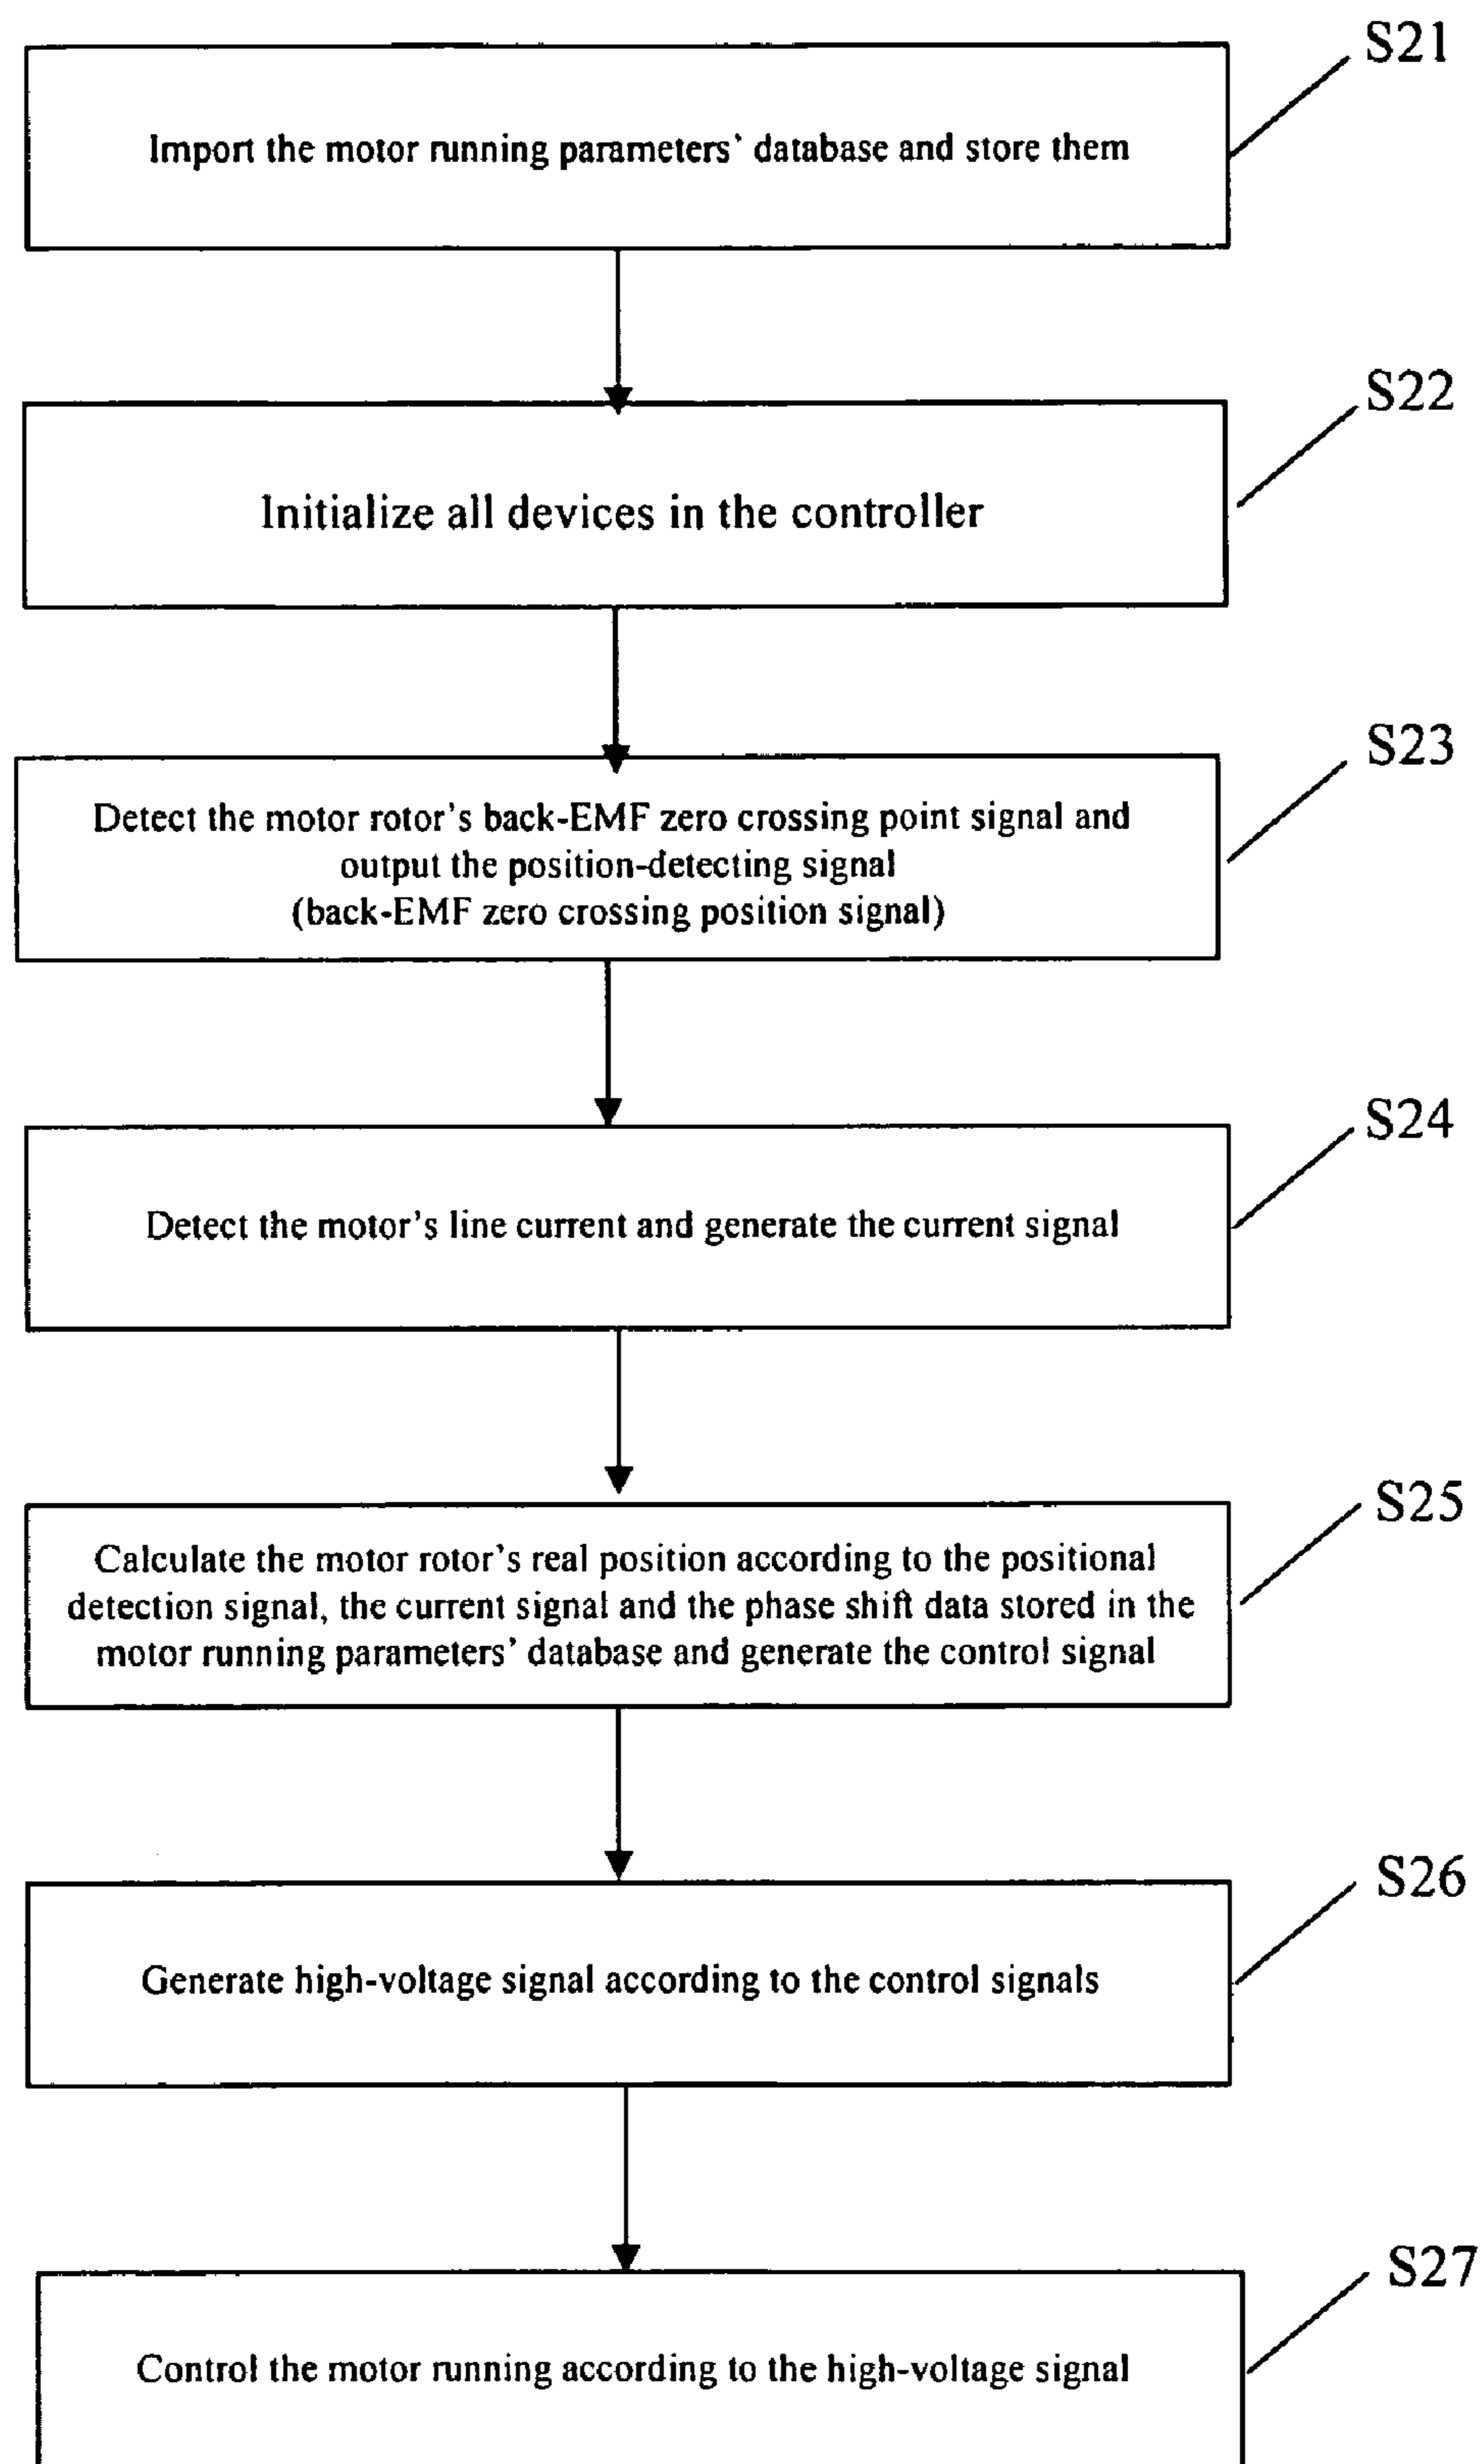 S21
Import the motor running parameters' database and store them
S22
Initialize all devices in the controller
S23
Detect the motor rotor's back-EMF zero crossing point signal and
output the position-detecting signal
(back-EMF zero crossing position signal)
S24
Detect the motor's line current and generate the current signal
S25
Calculate the motor rotor's real position according to the positional
detection signal, the current signal and the phase shift data stored in the
motor running parameters' database and generate the control signal
S26
Generate high-voltage signal according to the control signals
S27
Control the motor running according to the high-voltage signal